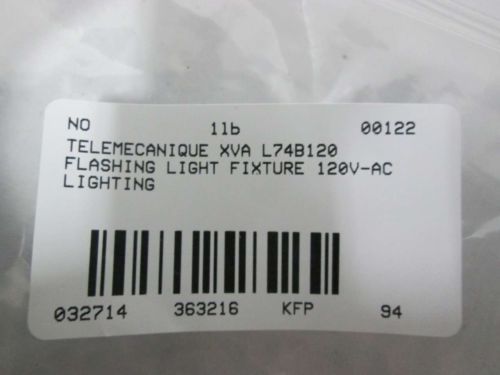 NO 1lb 00122
TELEMECANIQUE XVA L74B120
FLASHING LIGHT FIXTURE 120V-AC
LIGHTING
032714 363216 KFP 94